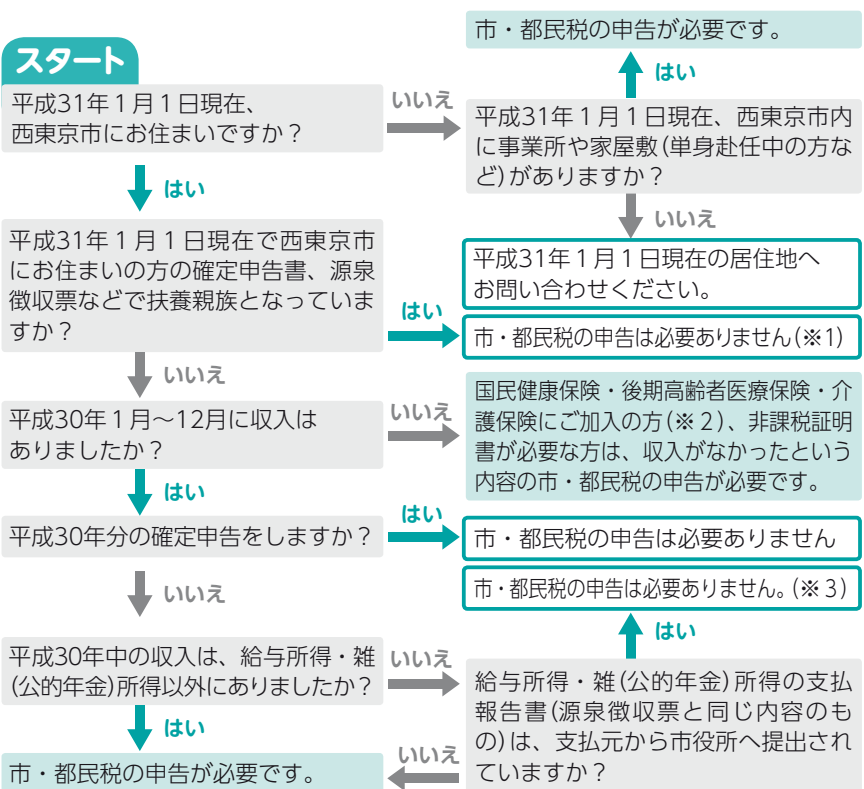 スタート
平成31年1月1日現在、
西東京市にお住まいですか？
いいえ
はい
市・都民税の申告が必要です。
はい
平成31年1月1日現在、西東京市内
に事業所や家屋敷(単身赴任中の方な
ど)がありますか？
いいえ
平成31年1月1日現在の居住地へ
お問い合わせください。
平成31年1月1日現在で西東京市
にお住まいの方の確定申告書、源泉
徴収票などで扶養親族となっていま
すか？
はい
市・都民税の申告は必要ありません(※1)
いいえ
平成30年1月～12月に収入は
ありましたか？
いいえ
国民健康保険・後期高齢者医療保険・介
護保険にご加入の方(※2)、非課税証明
書が必要な方は、収入がなかったという
内容の市・都民税の申告が必要です。
はい
平成30年分の確定申告をしますか？
はい
市・都民税の申告は必要ありません
いいえ
平成30年中の収入は、給与所得・雑
(公的年金)所得以外にありましたか？
いいえ
はい
市・都民税の申告は必要ありません。(※3)
はい
給与所得・雑(公的年金)所得の支払
報告書(源泉徴収票と同じ内容のも
の)は、支払元から市役所へ提出され
ていますか？
いいえ
市・都民税の申告が必要です。